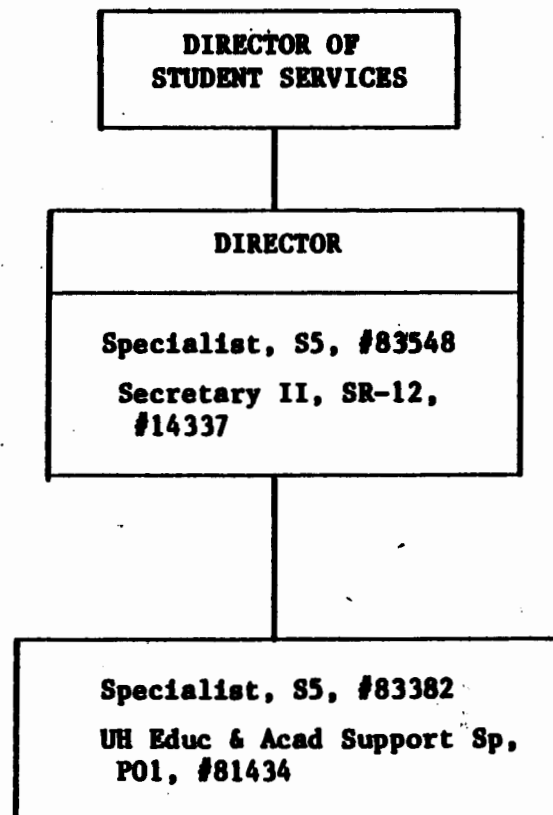 DIRECTOR OF
STUDENT SERVICES
DIRECTOR
Specialist, S5, #83548
Secretary II, SR-12,
#14337
Specialist, S5, #83382
UH Educ & Acad Support Sp,
PO1, #81434